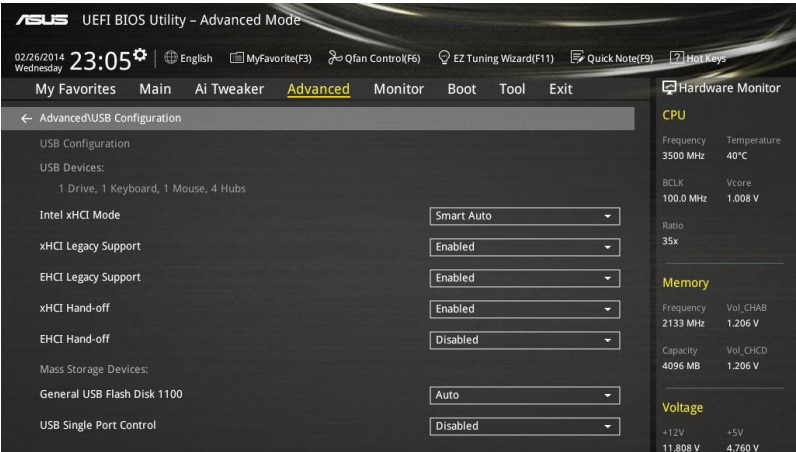 ASUS UEFI BIOS Utility – Advanced Mode
02/26/2014 Wednesday 23:05 English MyFavorite(F3) Qfan Control(F6) EZ Tuning Wizard(F11) Quick Note(F9) ? Hot Keys
My Favorites Main Ai Tweaker Advanced Monitor Boot Tool Exit
← Advanced\USB Configuration
USB Configuration
USB Devices:
1 Drive, 1 Keyboard, 1 Mouse, 4 Hubs
Intel xHCI Mode Smart Auto
xHCI Legacy Support Enabled
EHCI Legacy Support Enabled
xHCI Hand-off Enabled
EHCI Hand-off Disabled
Mass Storage Devices:
General USB Flash Disk 1100 Auto
USB Single Port Control Disabled
Hardware Monitor
CPU
Frequency Temperature
3500 MHz 40°C
BCLK Vcore
100.0 MHz 1.008 V
Ratio
35x
Memory
Frequency Vol_CHAB
2133 MHz 1.206 V
Capacity Vol_CHCD
4096 MB 1.206 V
Voltage
+12V +5V
11.808 V 4.760 V